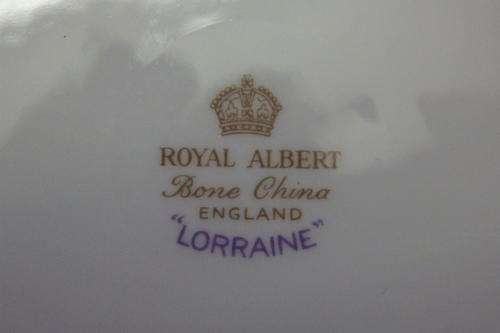 ROYAL ALBERT
Bone China
ENGLAND
"LORRAINE"